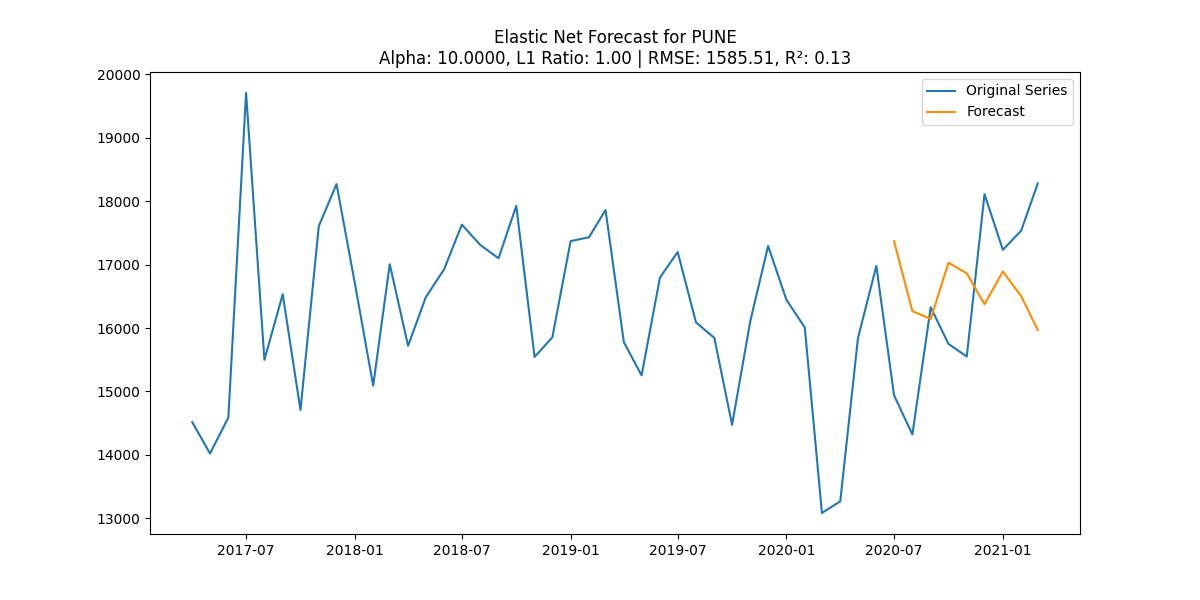 Elastic Net Forecast for PUNE
Alpha: 10.0000, L1 Ratio: 1.00 | RMSE: 1585.51, R²: 0.13
Original Series
Forecast
20000
19000
18000
17000
16000
15000
14000
13000
2017-07 2018-01 2018-07 2019-01 2019-07 2020-01 2020-07 2021-01